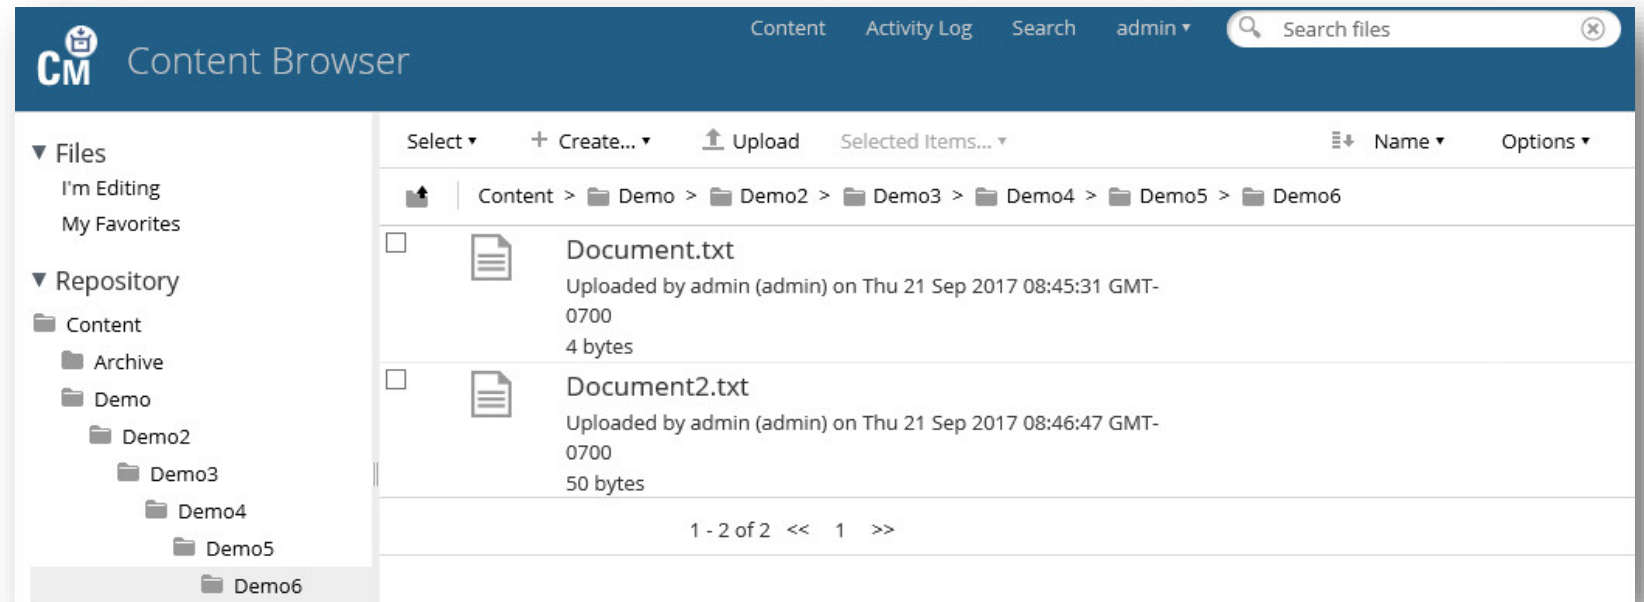 Content Activity Log Search admin ▾ Search files
CM Content Browser
Select ▾ + Create... ▾ Upload Selected Items... ▾ Name ▾ Options ▾
Content > Demo > Demo2 > Demo3 > Demo4 > Demo5 > Demo6
▼ Files
I'm Editing
My Favorites
▼ Repository
Content
Archive
Demo
Demo2
Demo3
Demo4
Demo5
Demo6
Document.txt
Uploaded by admin (admin) on Thu 21 Sep 2017 08:45:31 GMT-
0700
4 bytes
Document2.txt
Uploaded by admin (admin) on Thu 21 Sep 2017 08:46:47 GMT-
0700
50 bytes
1 - 2 of 2 << 1 >>